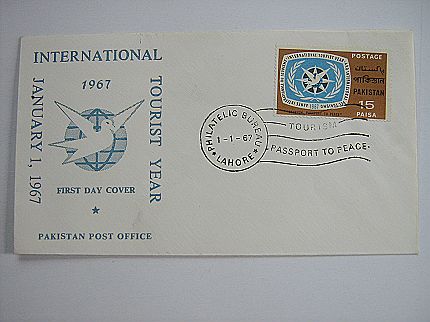 INTERNATIONAL
TOURIST YEAR
JANUARY 1, 1967
1967
FIRST DAY COVER
PAKISTAN POST OFFICE
POSTAGE
پاکستان
পাকিস্তান
PAKISTAN
15
PAISA
PHILATELIC BUREAU
1-1-67
★LAHORE★
TOURISM
PASSPORT TO PEACE